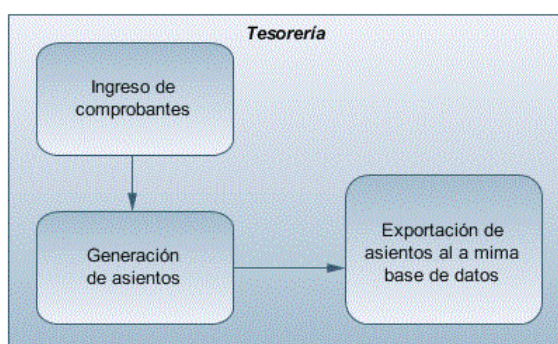 Tesorería
Ingreso de
comprobantes
Generación
de asientos
Exportación de
asientos al a mima
base de datos